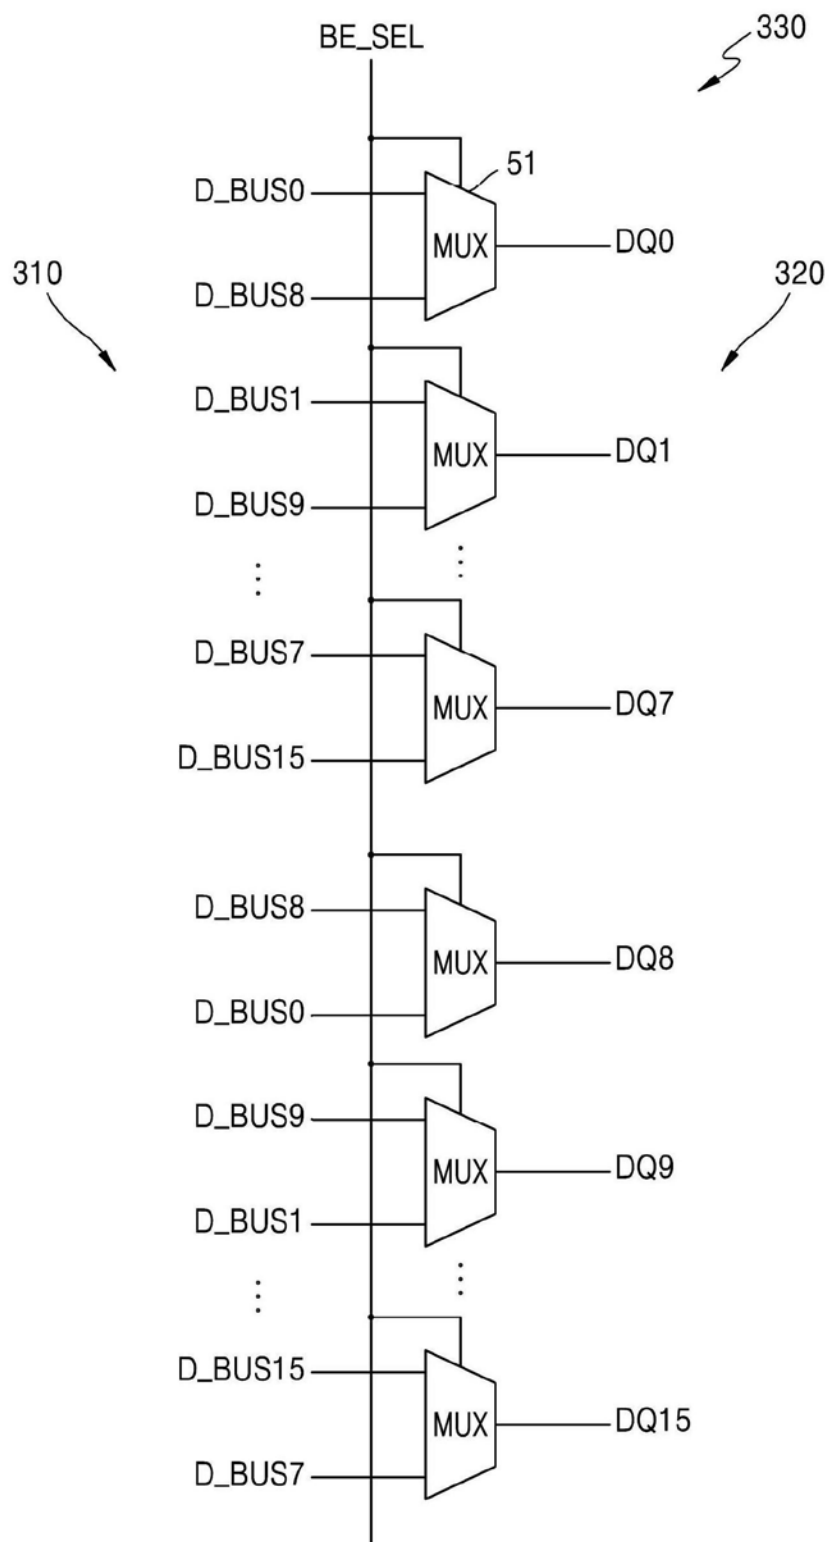 330
BE_SEL
51
D_BUS0
MUX
DQ0
310
D_BUS8
320
D_BUS1
MUX
DQ1
D_BUS9
⋮
⋮
D_BUS7
MUX
DQ7
D_BUS15
D_BUS8
MUX
DQ8
D_BUS0
D_BUS9
MUX
DQ9
D_BUS1
⋮
⋮
D_BUS15
MUX
DQ15
D_BUS7